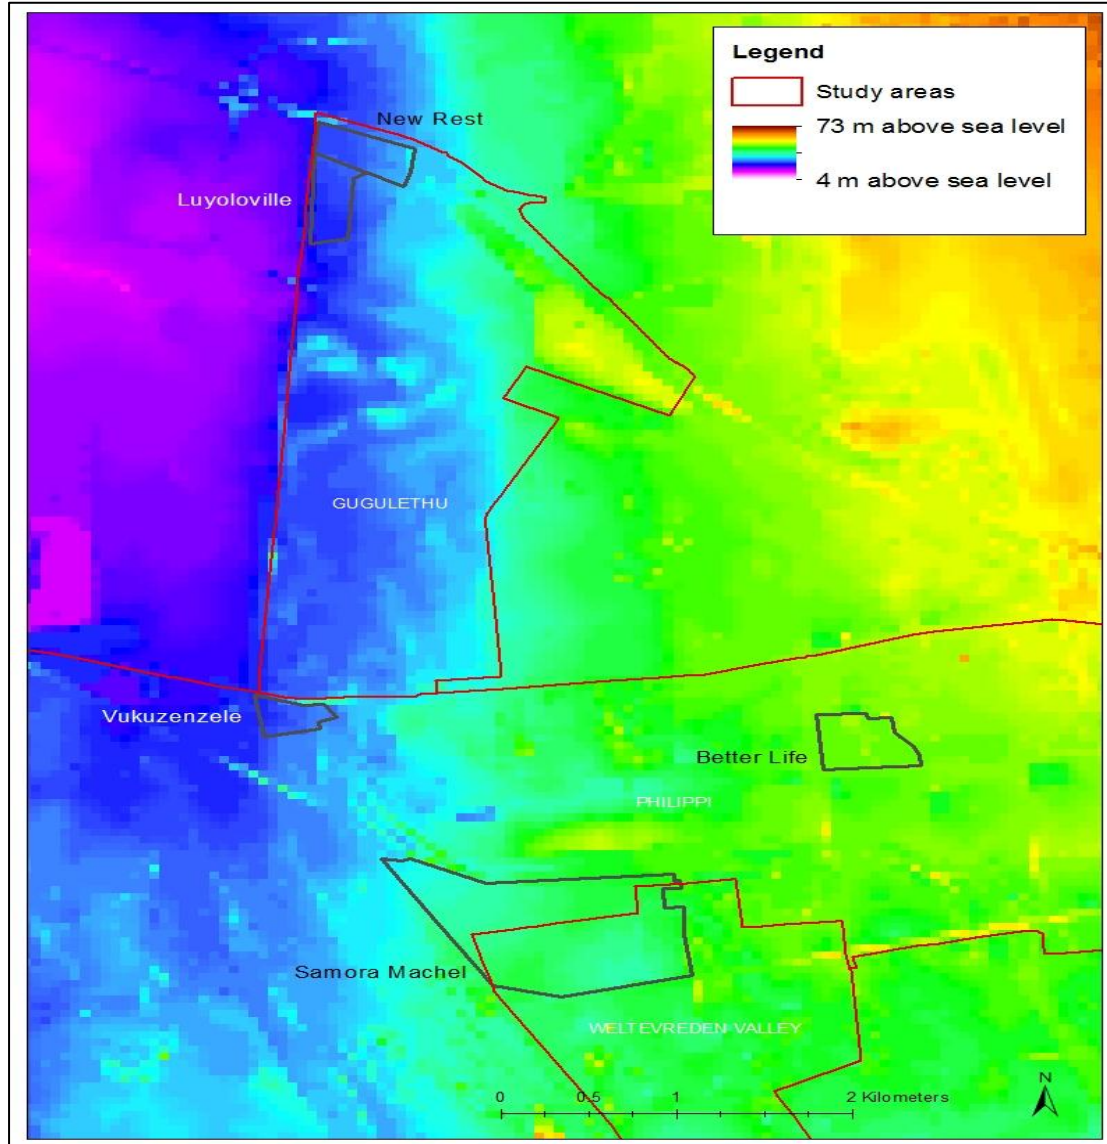 Legend
Study areas
73 m above sea level
4 m above sea level
New Rest
Luyoloville
GUGULETHU
Vukuzenzele
Better Life
PHILIPPI
Samora Machel
WELTEVREDEN VALLEY
N
0 0.5 1 2 Kilometers